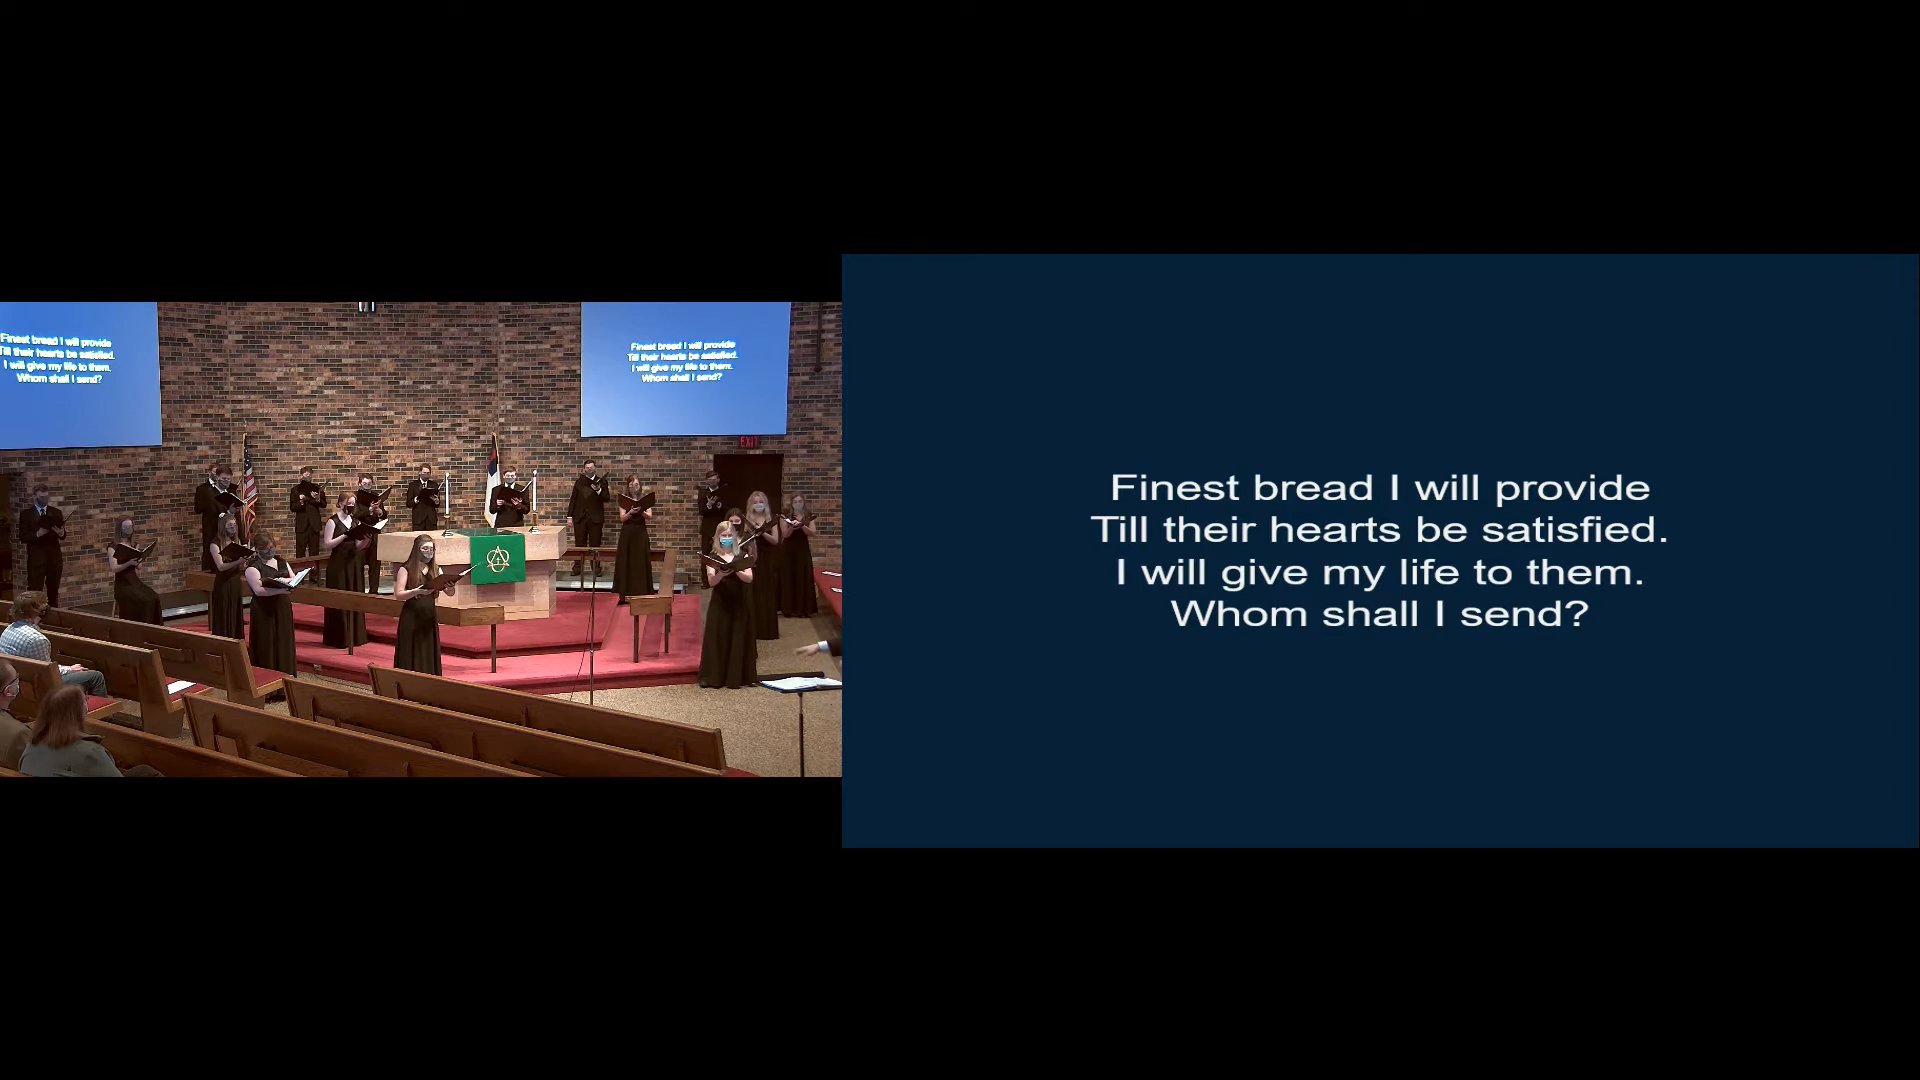 Finest bread I will provide
Till their hearts be satisfied.
I will give my life to them.
Whom shall I send?
Finest bread I will provide
Till their hearts be satisfied.
I will give my life to them.
Whom shall I send?
EXIT
Finest bread I will provide
Till their hearts be satisfied.
I will give my life to them.
Whom shall I send?